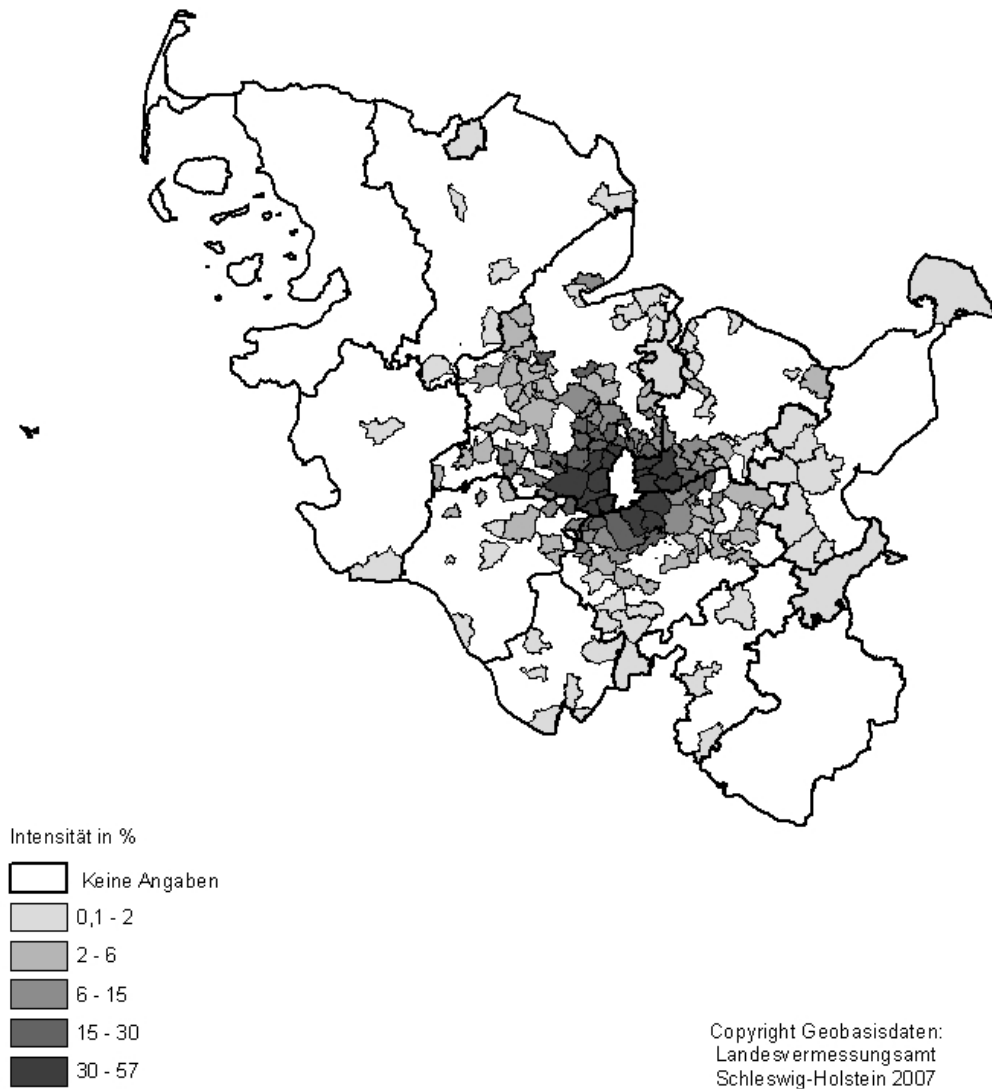 Intensität in %
Keine Angaben
0,1 - 2
2 - 6
6 - 15
15 - 30
30 - 57
Copyright Geobasisdaten:
Landesvermessungsamt
Schleswig-Holstein 2007